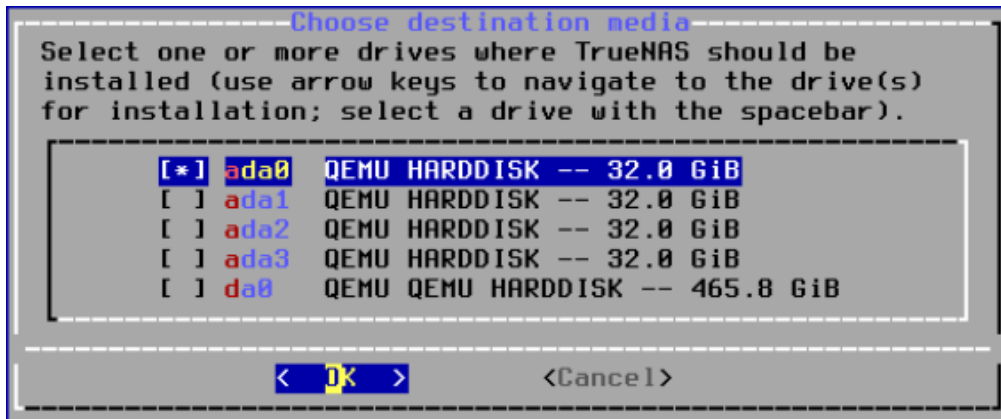 Choose destination media
Select one or more drives where TrueNAS should be
installed (use arrow keys to navigate to the drive(s)
for installation; select a drive with the spacebar).
[*] ada0 QEMU HARDDISK -- 32.0 GiB
[ ] ada1 QEMU HARDDISK -- 32.0 GiB
[ ] ada2 QEMU HARDDISK -- 32.0 GiB
[ ] ada3 QEMU HARDDISK -- 32.0 GiB
[ ] da0 QEMU QEMU HARDDISK -- 465.8 GiB
< OK > <Cancel>